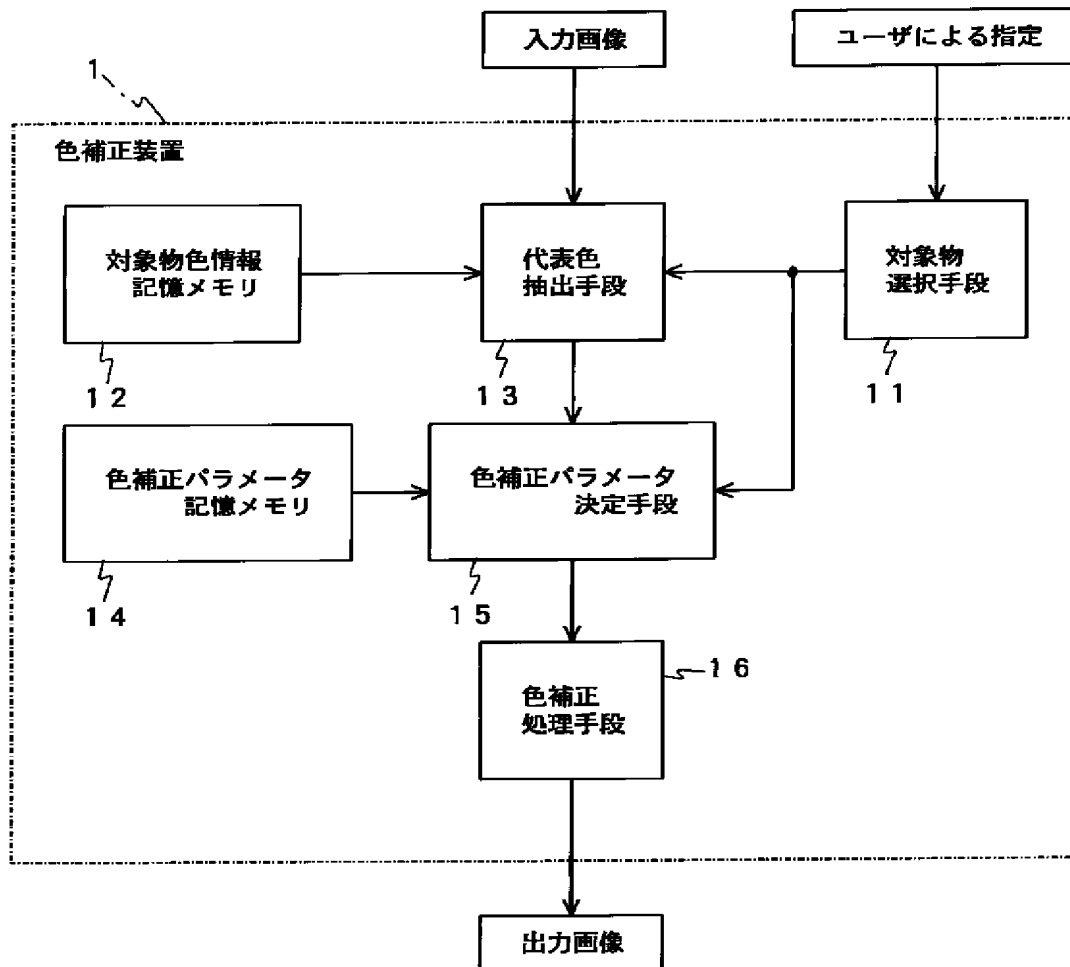 入力画像
ユーザによる指定
1
色補正装置
対象物色情報
記憶メモリ
代表色
抽出手段
対象物
選択手段
12
13
11
色補正パラメータ
記憶メモリ
色補正パラメータ
決定手段
14
15
色補正
処理手段
16
出力画像